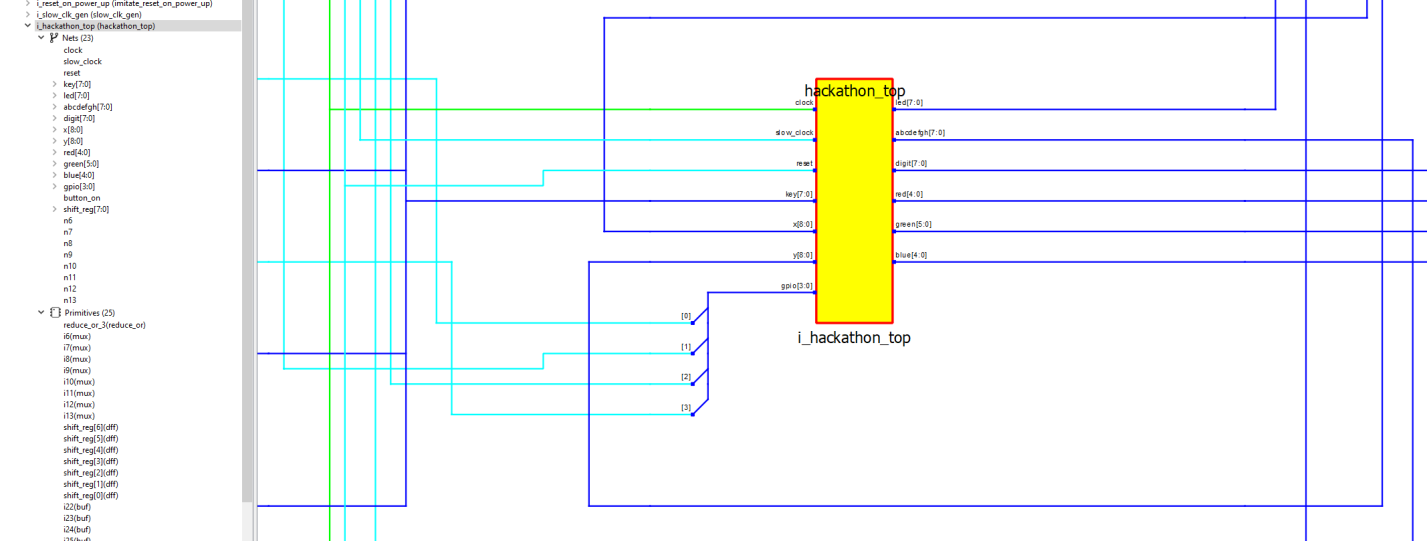 i_reset_on_power_up (imitate_reset_on_power_up)
i_slow_clk_gen (slow_clk_gen)
i_hackathon_top (hackathon_top)
Nets (23)
clock
slow_clock
reset
key[7:0]
led[7:0]
abcdefgh[7:0]
digit[7:0]
x[8:0]
y[8:0]
red[4:0]
green[5:0]
blue[4:0]
gpio[3:0]
button_on
shift_reg[7:0]
n6
n7
n8
n9
n10
n11
n12
n13
Primitives (25)
reduce_or_3(reduce_or)
i6(mux)
i7(mux)
i8(mux)
i9(mux)
i10(mux)
i11(mux)
i12(mux)
i13(mux)
shift_reg[6](dff)
shift_reg[5](dff)
shift_reg[4](dff)
shift_reg[3](dff)
shift_reg[2](dff)
shift_reg[1](dff)
shift_reg[0](dff)
i22(buf)
i23(buf)
i24(buf)
i25(buf)
hackathon_top
clock
led[7:0]
slow_clock
abcdefgh[7:0]
reset
digit[7:0]
key[7:0]
red[4:0]
x[8:0]
green[5:0]
y[8:0]
blue[4:0]
gpio[3:0]
[0]
[1]
[2]
[3]
i_hackathon_top